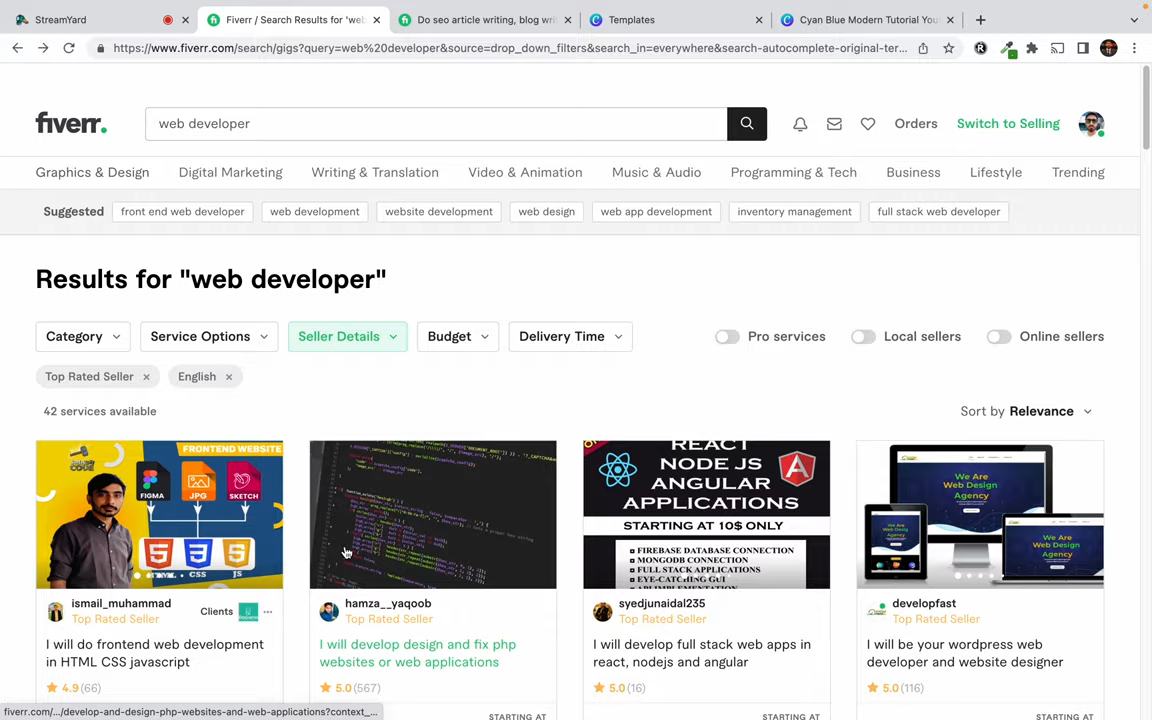 StreamYard
Fiverr / Search Results for 'web
Do seo article writing, blog wri
Templates
Cyan Blue Modern Tutorial You
https://www.fiverr.com/search/gigs?query=web%20developer&source=drop_down_filters&search_in=everywhere&search-autocomplete-original-ter...
fiverr.
web developer
Orders
Switch to Selling
Graphics & Design
Digital Marketing
Writing & Translation
Video & Animation
Music & Audio
Programming & Tech
Business
Lifestyle
Trending
Suggested
front end web developer
web development
website development
web design
web app development
inventory management
full stack web developer
Results for "web developer"
Category
Service Options
Seller Details
Budget
Delivery Time
Pro services
Local sellers
Online sellers
Top Rated Seller
English
42 services available
Sort by Relevance
FRONTEND WEBSITE
FIGMA
JPG
SKETCH
HTML
CSS
JS
REACT
NODE JS
ANGULAR
APPLICATIONS
STARTING AT 10$ ONLY
FIREBASE DATABASE CONNECTION
MONGODB CONNECTION
FULL STACK APPLICATIONS
EYE-CATCHING GUI
We Are
Web Design
Agency
We Are
Web Design
Agency
We Are
Web Design
Agency
ismail_muhammad
Top Rated Seller
Clients
I will do frontend web development
in HTML CSS javascript
4.9(66)
hamza__yaqoob
Top Rated Seller
I will develop design and fix php
websites or web applications
5.0(567)
STARTING AT
syedjunaidal235
Top Rated Seller
I will develop full stack web apps in
react, nodejs and angular
5.0(16)
STARTING AT
developfast
Top Rated Seller
I will be your wordpress web
developer and website designer
5.0(116)
STARTING AT
fiverr.com/.../develop-and-design-php-websites-and-web-applications?context_...